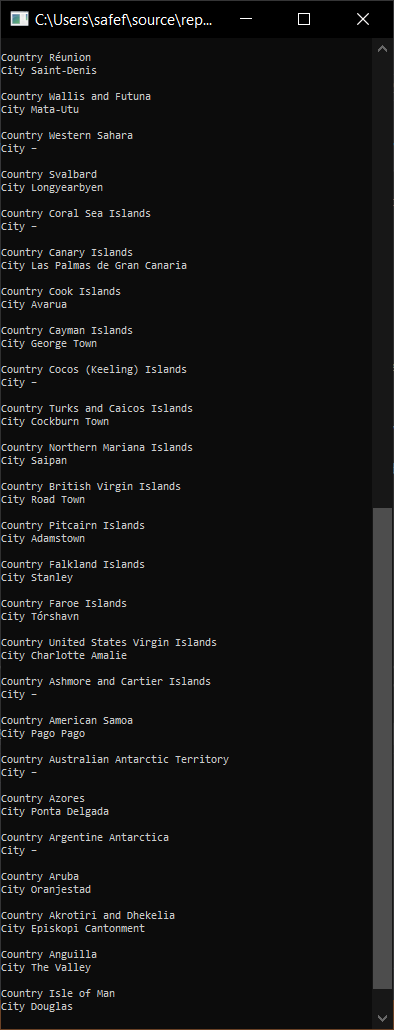 C:\Users\safef\source\rep...
Country Réunion
City Saint-Denis
Country Wallis and Futuna
City Mata-Utu
Country Western Sahara
City –
Country Svalbard
City Longyearbyen
Country Coral Sea Islands
City –
Country Canary Islands
City Las Palmas de Gran Canaria
Country Cook Islands
City Avarua
Country Cayman Islands
City George Town
Country Cocos (Keeling) Islands
City –
Country Turks and Caicos Islands
City Cockburn Town
Country Northern Mariana Islands
City Saipan
Country British Virgin Islands
City Road Town
Country Pitcairn Islands
City Adamstown
Country Falkland Islands
City Stanley
Country Faroe Islands
City Tórshavn
Country United States Virgin Islands
City Charlotte Amalie
Country Ashmore and Cartier Islands
City –
Country American Samoa
City Pago Pago
Country Australian Antarctic Territory
City –
Country Azores
City Ponta Delgada
Country Argentine Antarctica
City –
Country Aruba
City Oranjestad
Country Akrotiri and Dhekelia
City Episkopi Cantonment
Country Anguilla
City The Valley
Country Isle of Man
City Douglas